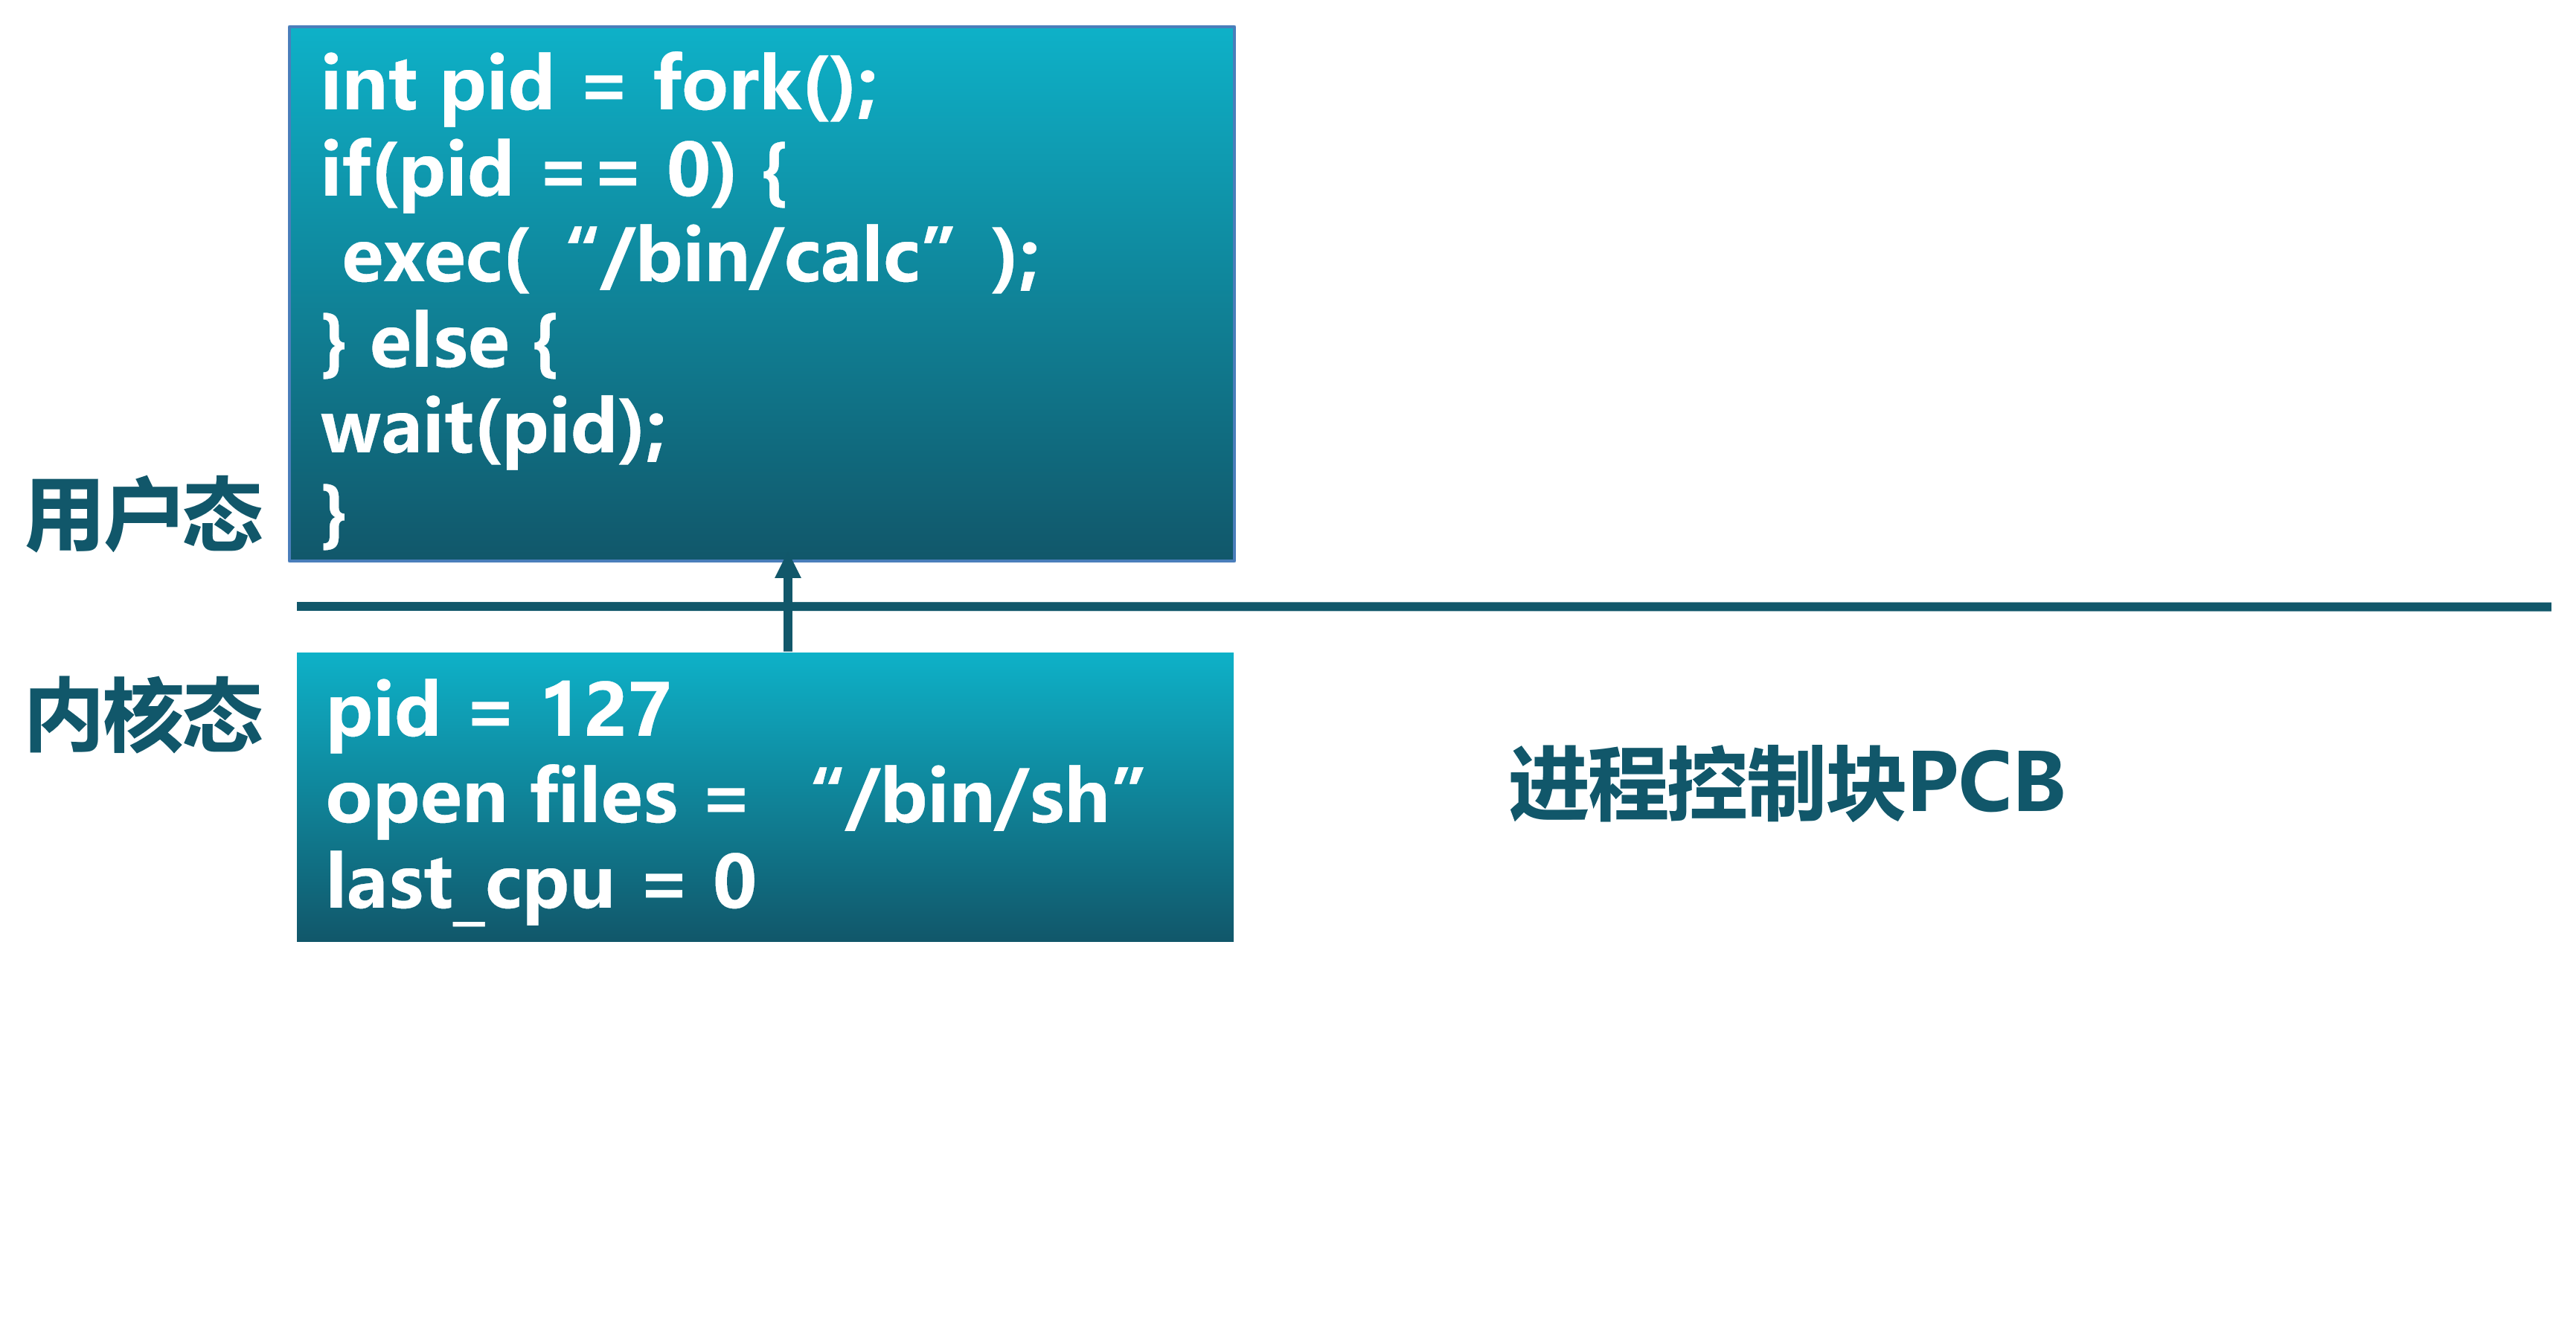 int pid = fork();
if(pid == 0) {
exec( “/bin/calc” );
} else {
wait(pid);
}
用户态
内核态
pid = 127
open files = “/bin/sh”
last_cpu = 0
进程控制块PCB